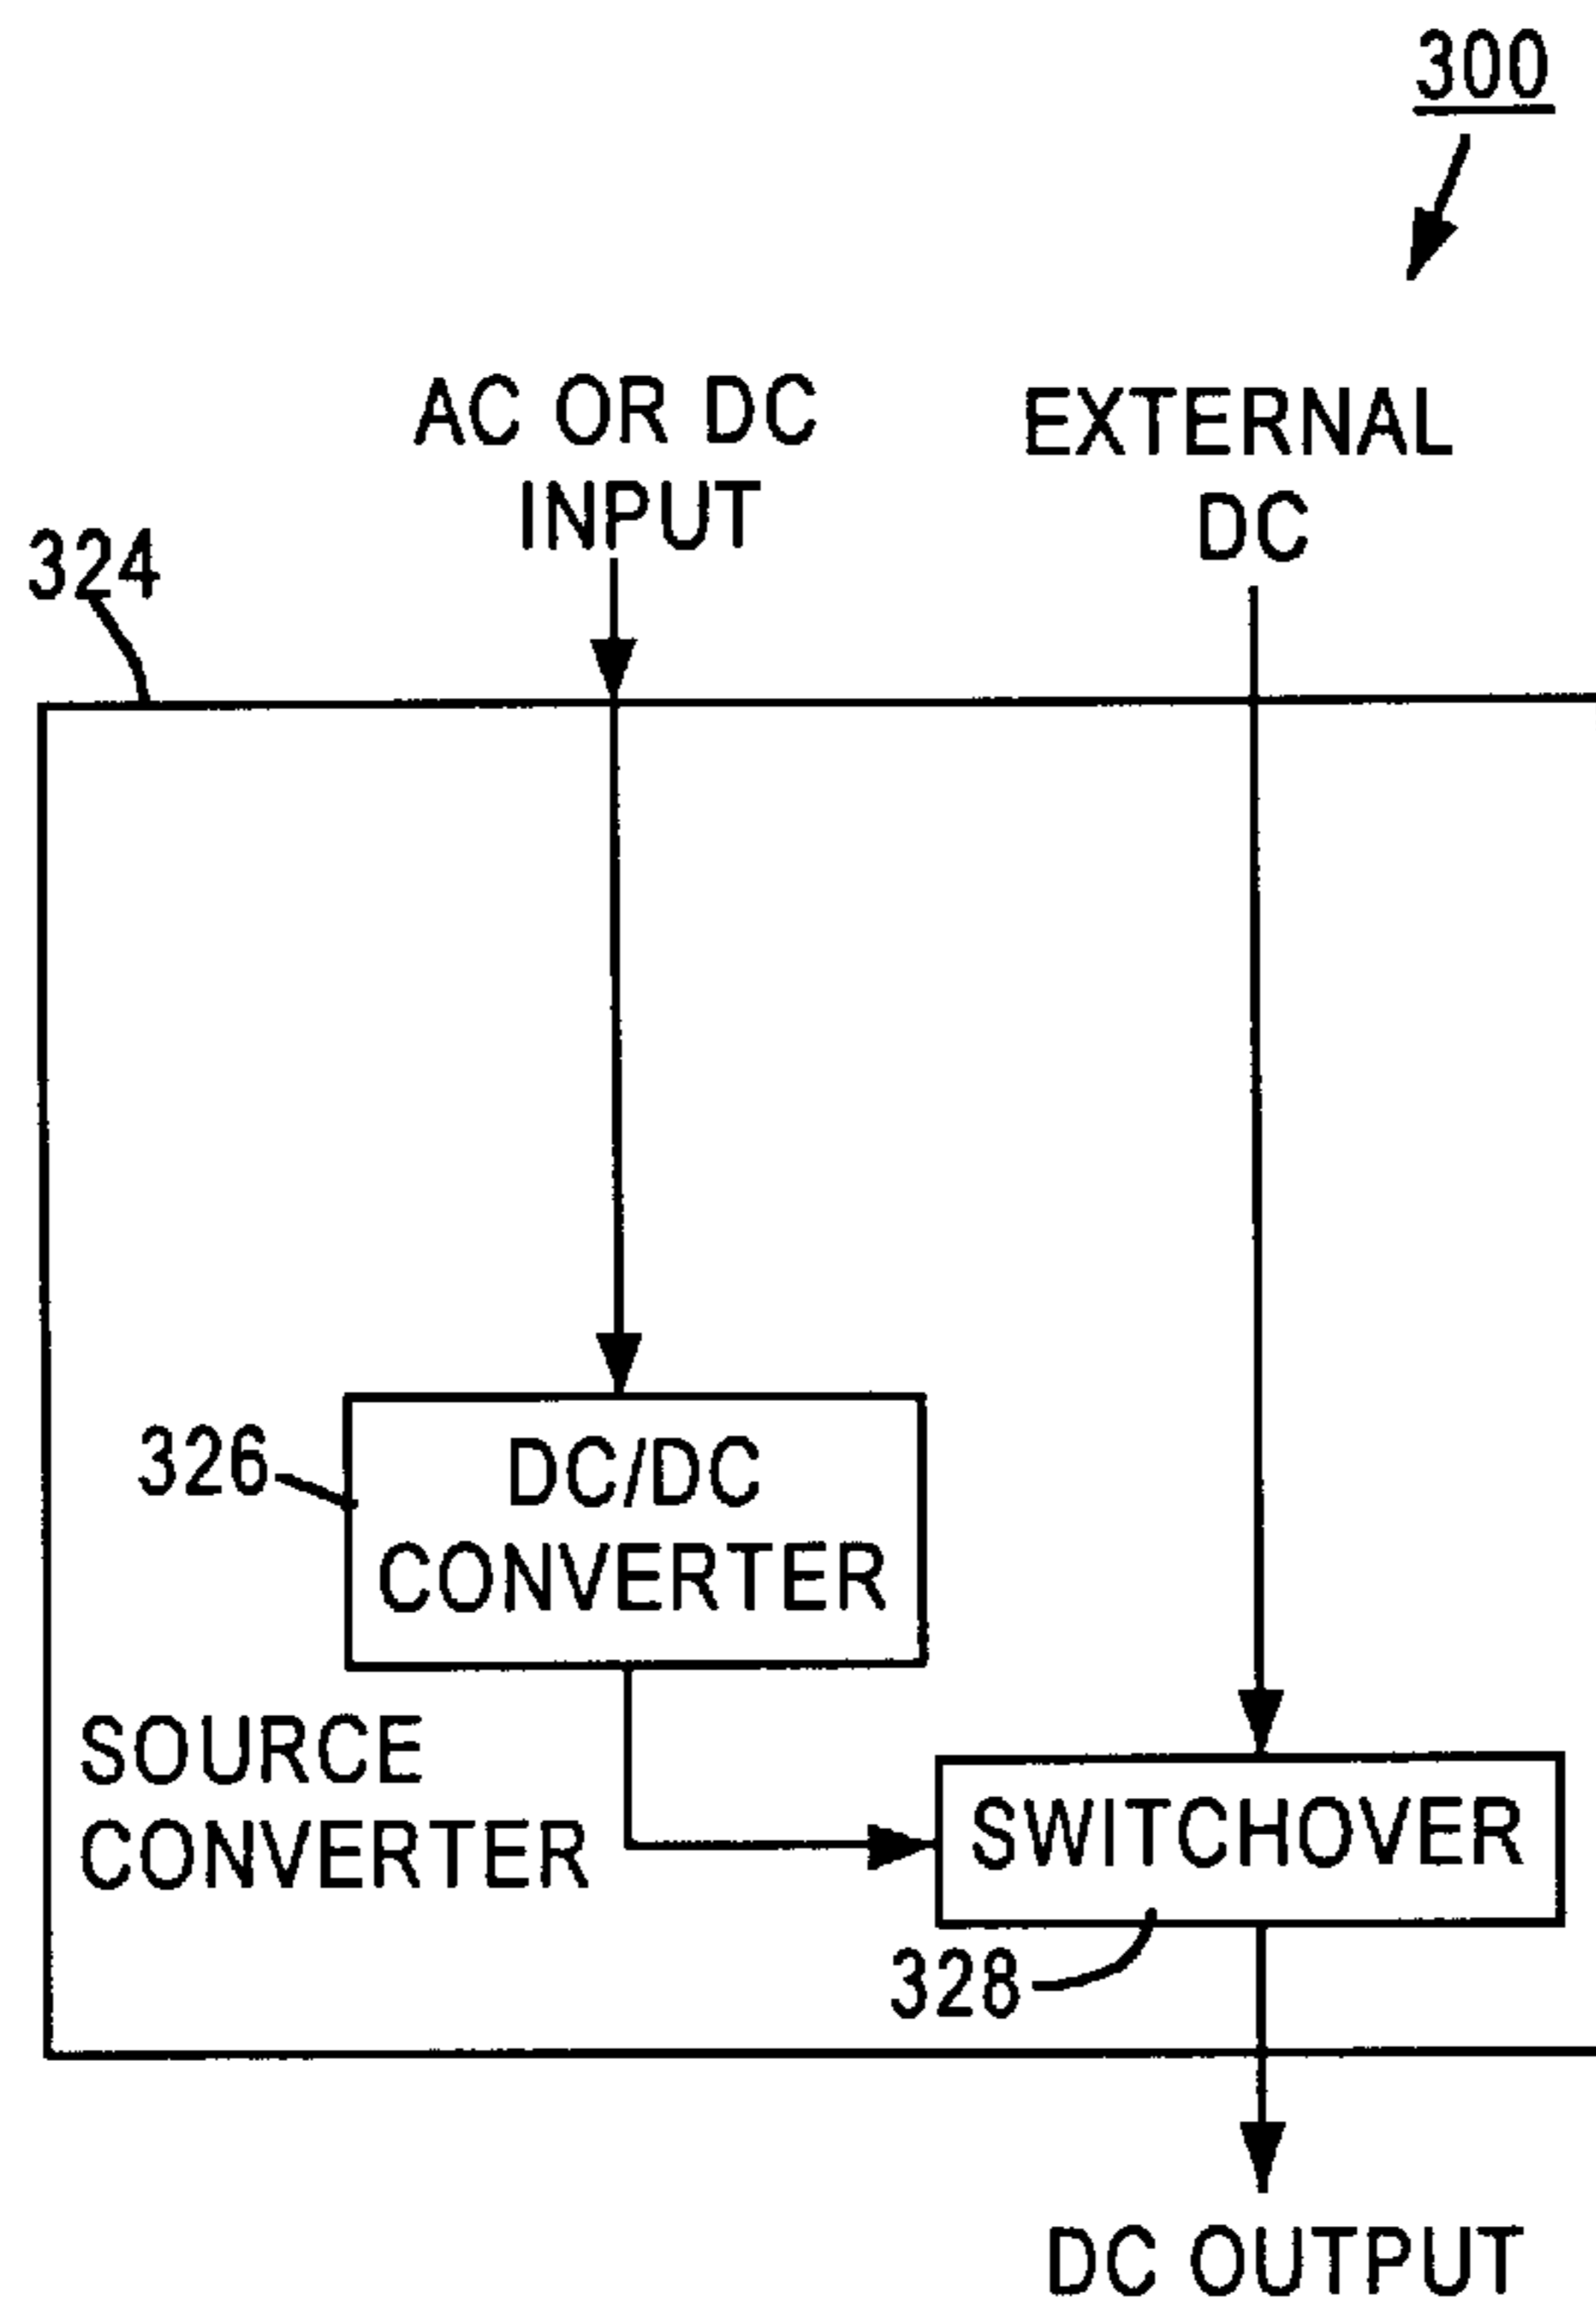 300
AC OR DC
INPUT
EXTERNAL
DC
324
326
DC/DC
CONVERTER
SOURCE
CONVERTER
SWITCHOVER
328
DC OUTPUT